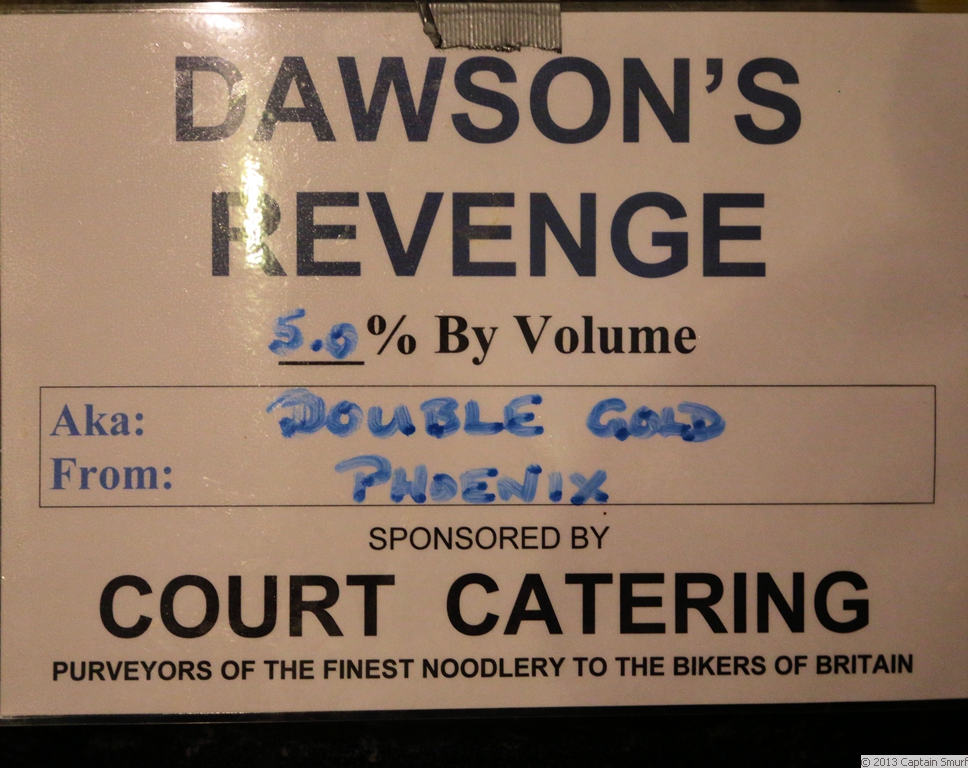 DAWSON'S
REVENGE
5.0% By Volume
Aka: DOUBLE GOLD
From: PHOENIX
SPONSORED BY
COURT CATERING
PURVEYORS OF THE FINEST NOODLERY TO THE BIKERS OF BRITAIN
© 2013 Captain Smurf